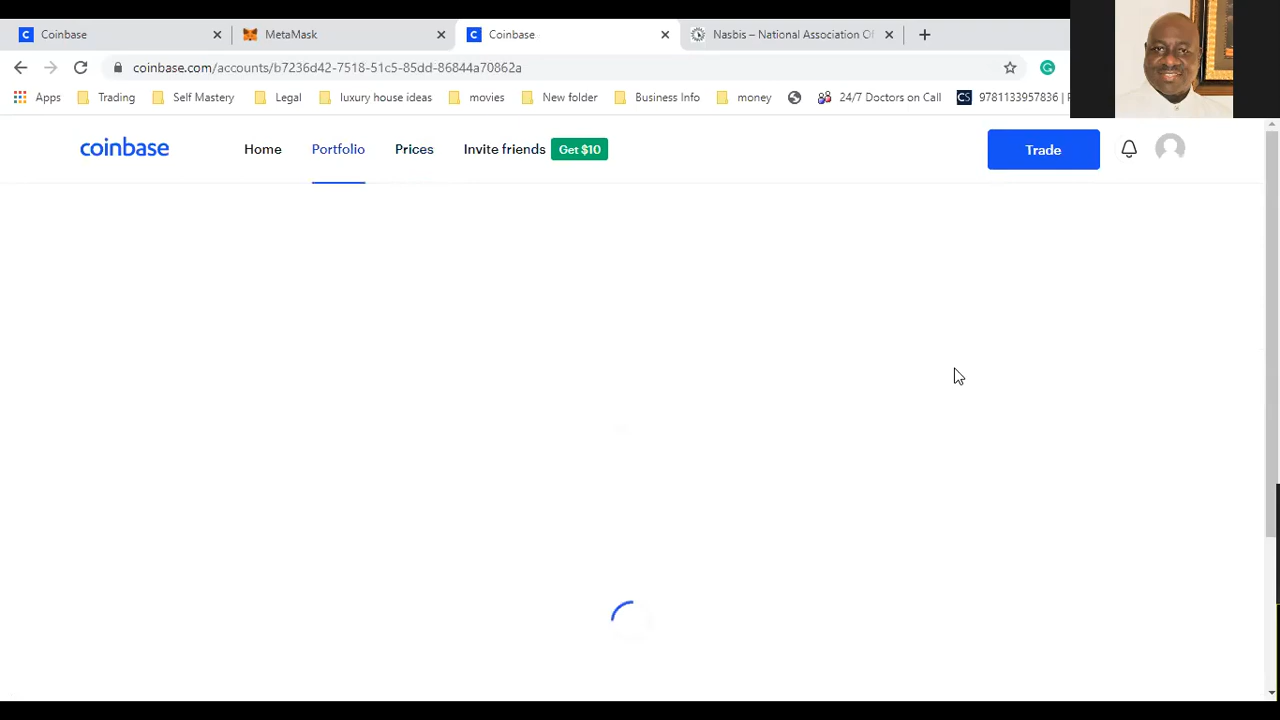 Coinbase
MetaMask
Coinbase
Nasbis – National Association Of
coinbase.com/accounts/b7236d42-7518-51c5-85dd-86844a70862a
Apps Trading Self Mastery Legal luxury house ideas movies New folder Business Info money 24/7 Doctors on Call CS 9781133957836 |
coinbase Home Portfolio Prices Invite friends Get $10 Trade